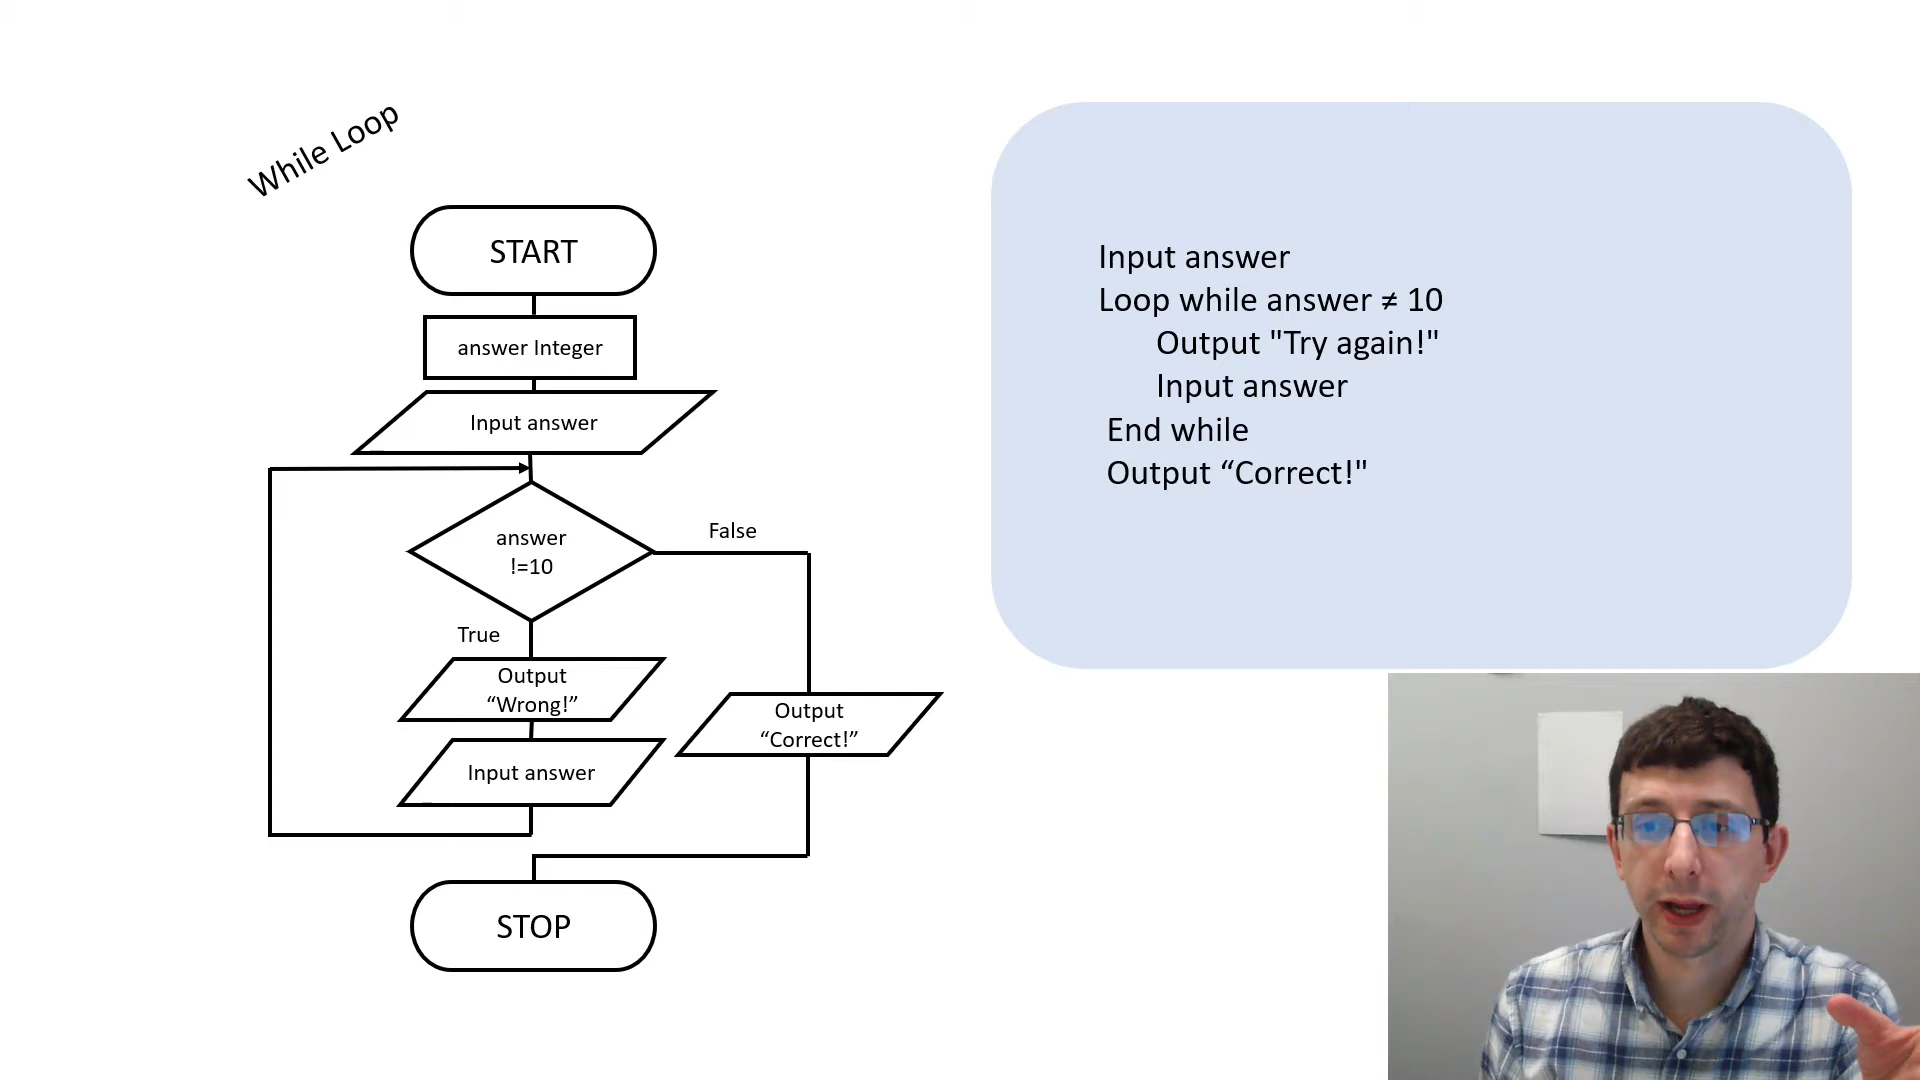 While Loop
START
answer Integer
Input answer
answer
!=10
False
True
Output
“Wrong!”
Input answer
Output
“Correct!”
STOP
Input answer
Loop while answer ≠ 10
Output "Try again!"
Input answer
End while
Output “Correct!"